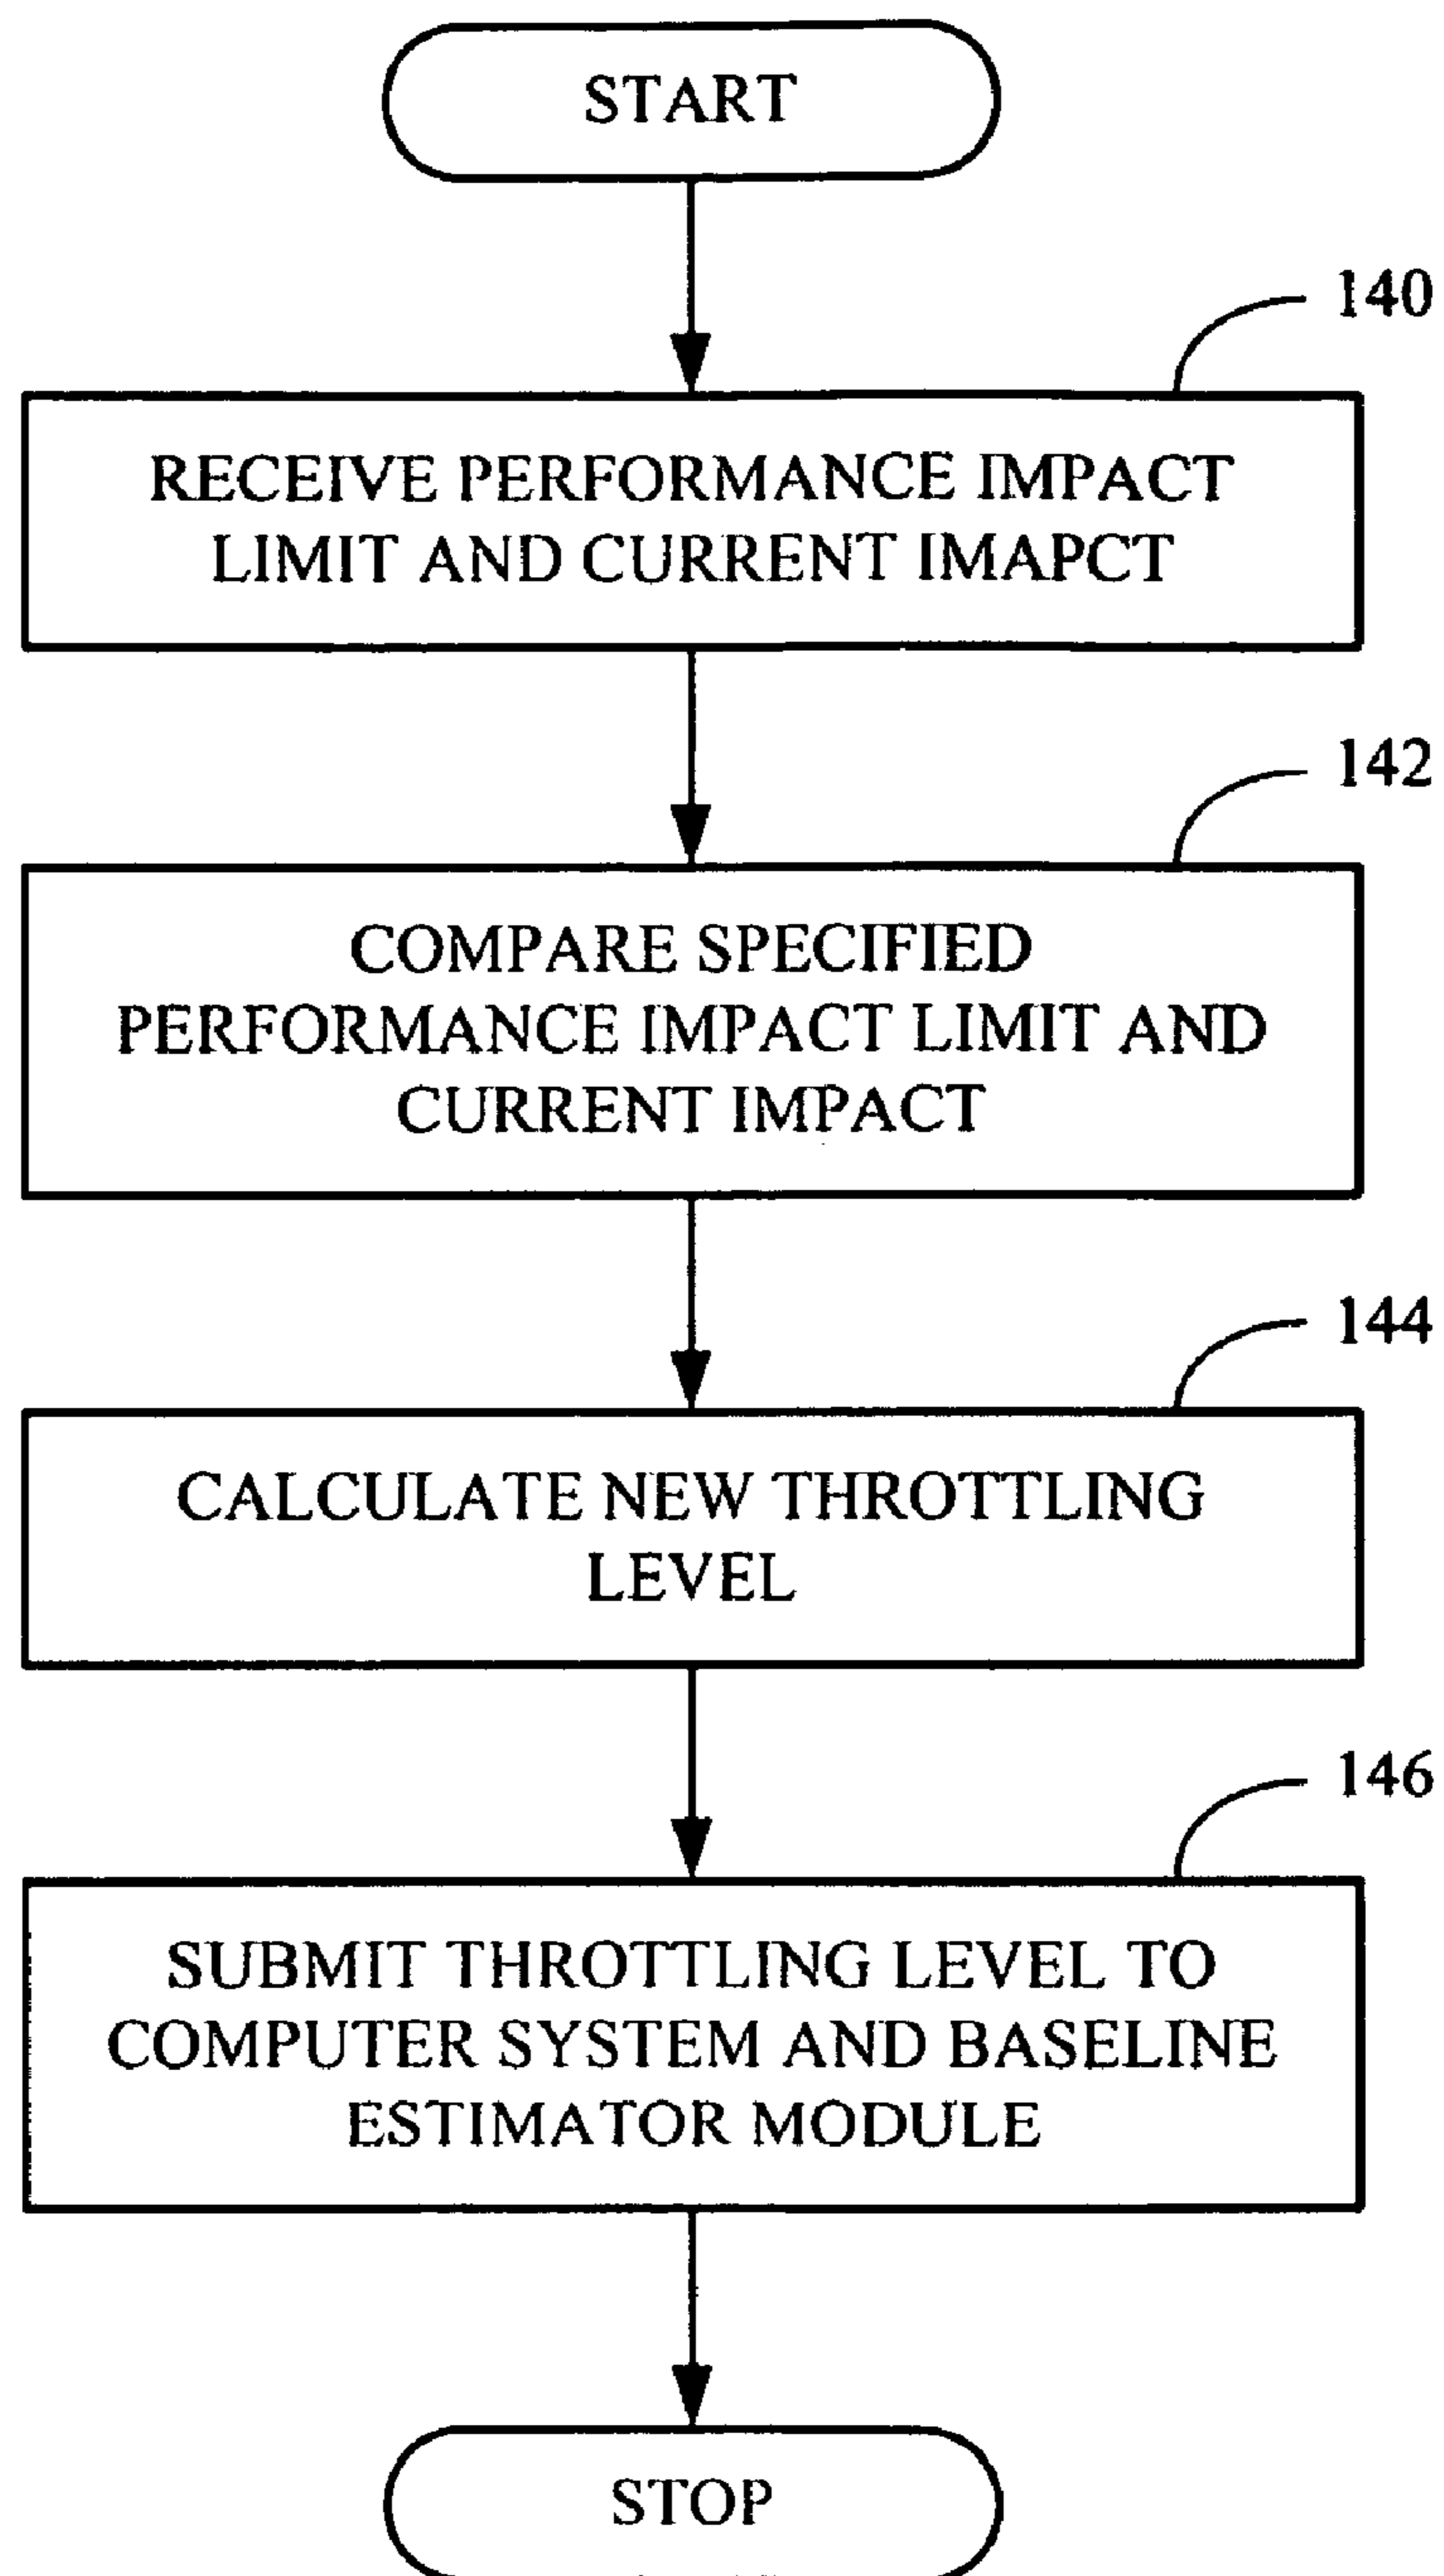 START
140
RECEIVE PERFORMANCE IMPACT
LIMIT AND CURRENT IMAPCT
142
COMPARE SPECIFIED
PERFORMANCE IMPACT LIMIT AND
CURRENT IMPACT
144
CALCULATE NEW THROTTLING
LEVEL
146
SUBMIT THROTTLING LEVEL TO
COMPUTER SYSTEM AND BASELINE
ESTIMATOR MODULE
STOP